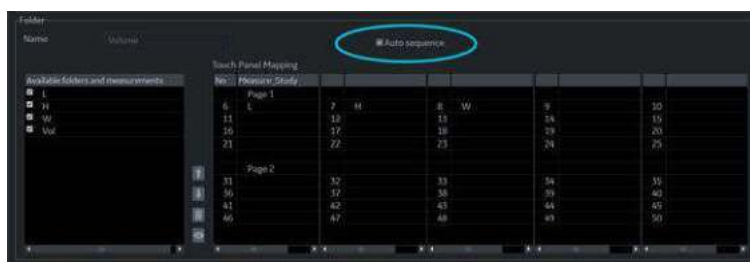 Folder
Name Volume Auto sequence
Touch Panel Mapping
Available folders and measurements
L
H
W
Vol
No Measure_Study
Page 1
6 L 7 H 8 W 9 10
11 12 13 14 15
16 17 18 19 20
21 22 23 24 25
Page 2
31 32 33 34 35
36 37 38 39 40
41 42 43 44 45
46 47 48 49 50